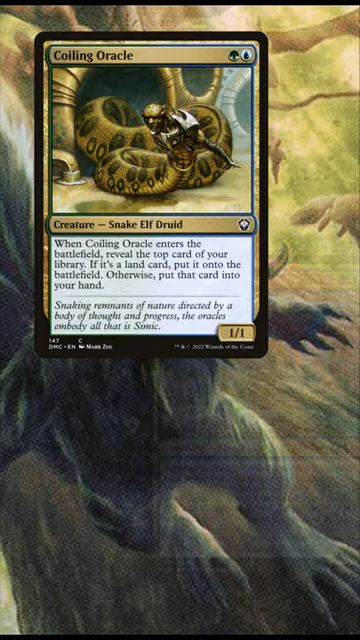 Coiling Oracle
Creature — Snake Elf Druid
When Coiling Oracle enters the
battlefield, reveal the top card of your
library. If it's a land card, put it onto the
battlefield. Otherwise, put that card into
your hand.
Snaking remnants of nature directed by a
body of thought and progress, the oracles
embody all that is Simic.
1/1
147 C
DMC • EN MARK ZUG ™ & © 2022 Wizards of the Coast